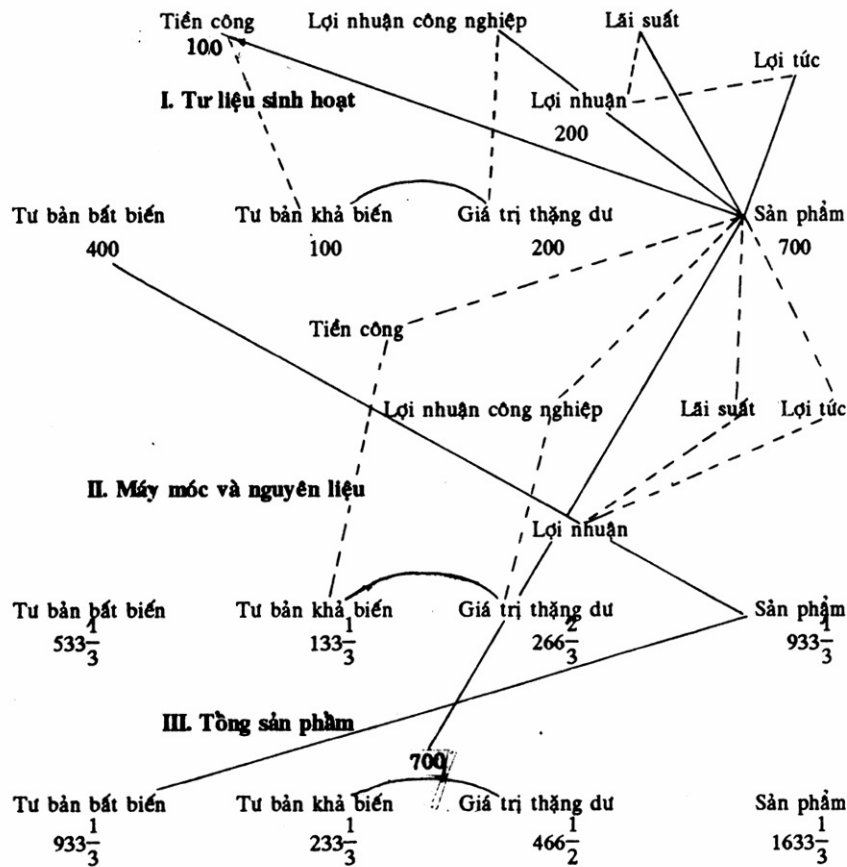 Tiền công Lợi nhuận công nghiệp Lãi suất
100
Lợi tức
I. Tư liệu sinh hoạt Lợi nhuận
200
Tư bản bất biến Tư bản khả biến Giá trị thặng dư Sản phẩm
400 100 200 700
Tiền công
Lợi nhuận công nghiệp Lãi suất Lợi tức
II. Máy móc và nguyên liệu
Lợi nhuận
Tư bản bất biến Tư bản khả biến Giá trị thặng dư Sản phẩm
533 1/3 133 1/3 266 2/3 933 1/3
III. Tồng sản phầm
700
Tư bản bất biến Tư bản khả biến Giá trị thặng dư Sản phẩm
933 1/3 233 1/3 466 1/2 1633 1/3